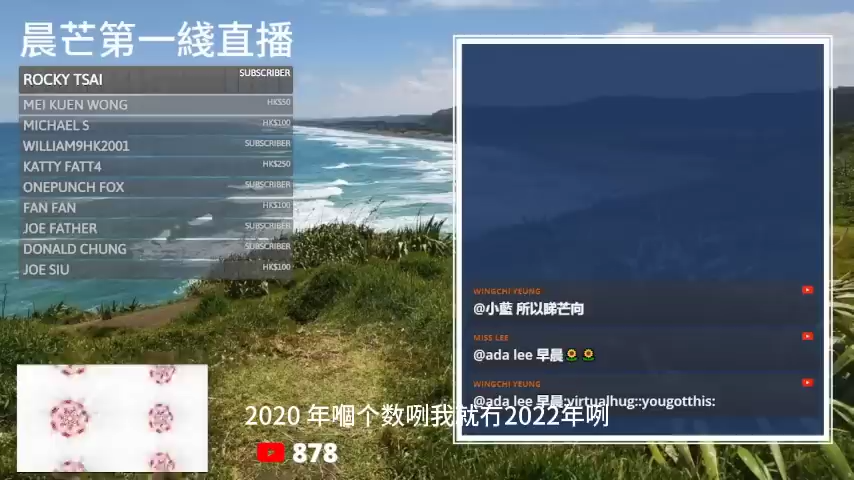 晨芒第一綫直播
ROCKY TSAI SUBSCRIBER
MEI KUEN WONG HK$50
MICHAEL S HK$100
WILLIAM9HK2001 SUBSCRIBER
KATTY FATT4 HK$250
ONEPUNCH FOX SUBSCRIBER
FAN FAN HK$100
JOE FATHER SUBSCRIBER
DONALD CHUNG SUBSCRIBER
JOE SIU HK$100
WINGCHI YEUNG
@小藍 所以睇芒向
MISS LEE
@ada lee 早晨🌻🌻
WINGCHI YEUNG
@ada lee 早晨:virtualhug::yougotthis:
2020 年嗰个数咧我就冇2022年咧
878